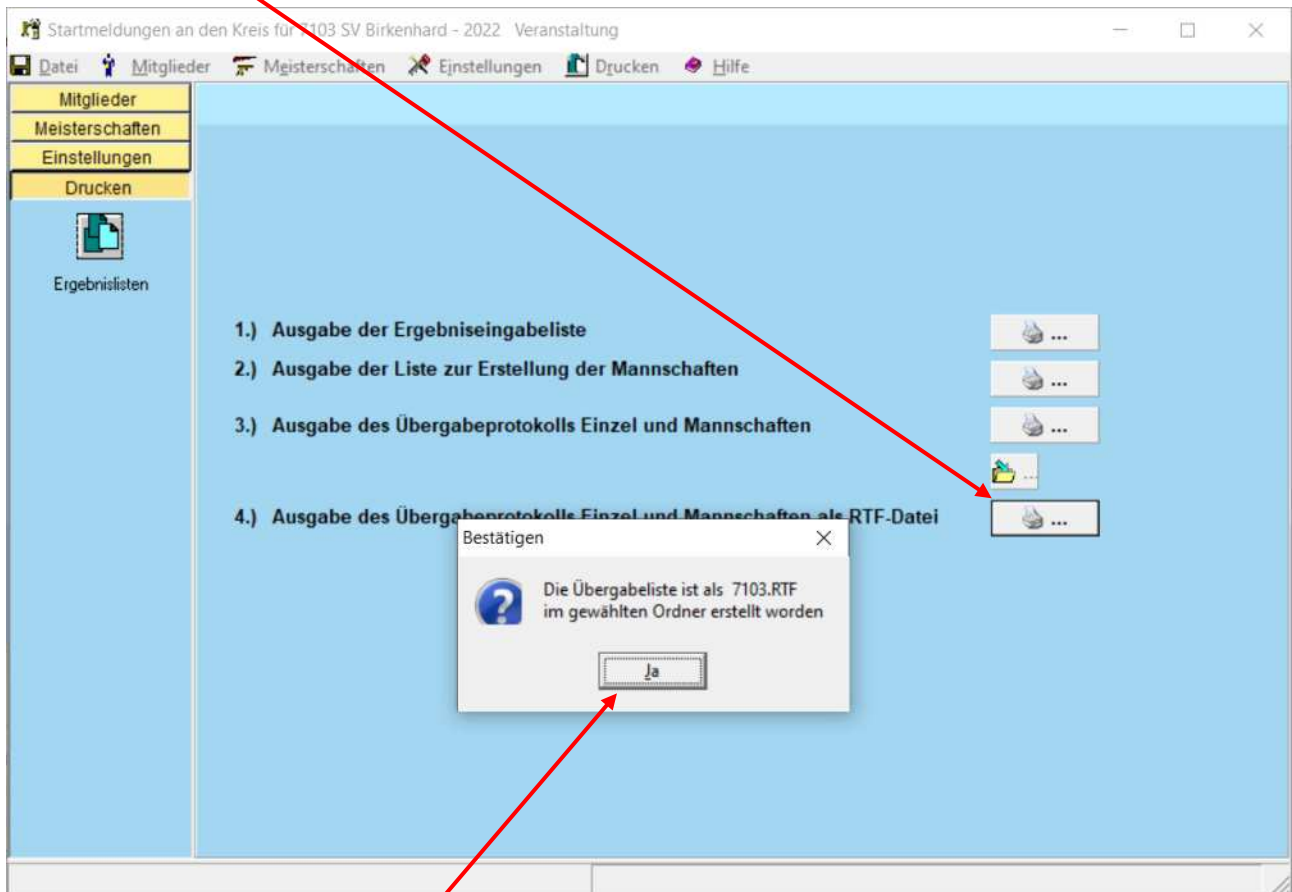 Startmeldungen an den Kreis für 7103 SV Birkenhard - 2022 Veranstaltung
Datei Mitglieder Meisterschaften Einstellungen Drucken Hilfe
Mitglieder
Meisterschaften
Einstellungen
Drucken
Ergebnislisten
1.) Ausgabe der Ergebniseingabeliste ...
2.) Ausgabe der Liste zur Erstellung der Mannschaften ...
3.) Ausgabe des Übergabeprotokolls Einzel und Mannschaften ...
...
4.) Ausgabe des Übergabeprotokolls Einzel und Mannschaften als RTF-Datei ...
Bestätigen
Die Übergabeliste ist als 7103.RTF
im gewählten Ordner erstellt worden
Ja